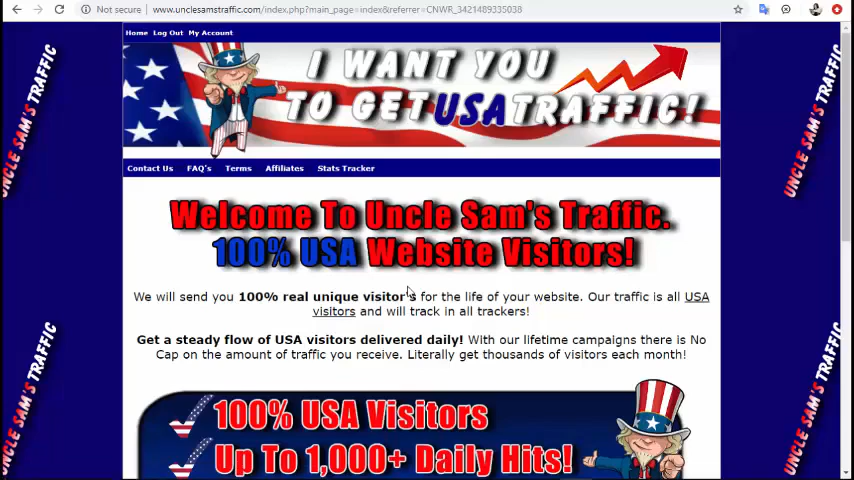 Not secure
www.unclesamstraffic.com/index.php?main_page=index&referrer=CNWR_3421489335038
Home Log Out My Account
I WANT YOU
TO GET USA TRAFFIC!
Contact Us FAQ's Terms Affiliates Stats Tracker
UNCLE SAM'S TRAFFIC
UNCLE SAM'S TRAFFIC
Welcome To Uncle Sam's Traffic.
100% USA Website Visitors!
We will send you 100% real unique visitor's for the life of your website. Our traffic is all USA
visitors and will track in all trackers!
Get a steady flow of USA visitors delivered daily! With our lifetime campaigns there is No
Cap on the amount of traffic you receive. Literally get thousands of visitors each month!
UNCLE SAM'S TRAFFIC
UNCLE SAM'S TRAFFIC
100% USA Visitors
Up To 1,000+ Daily Hits!